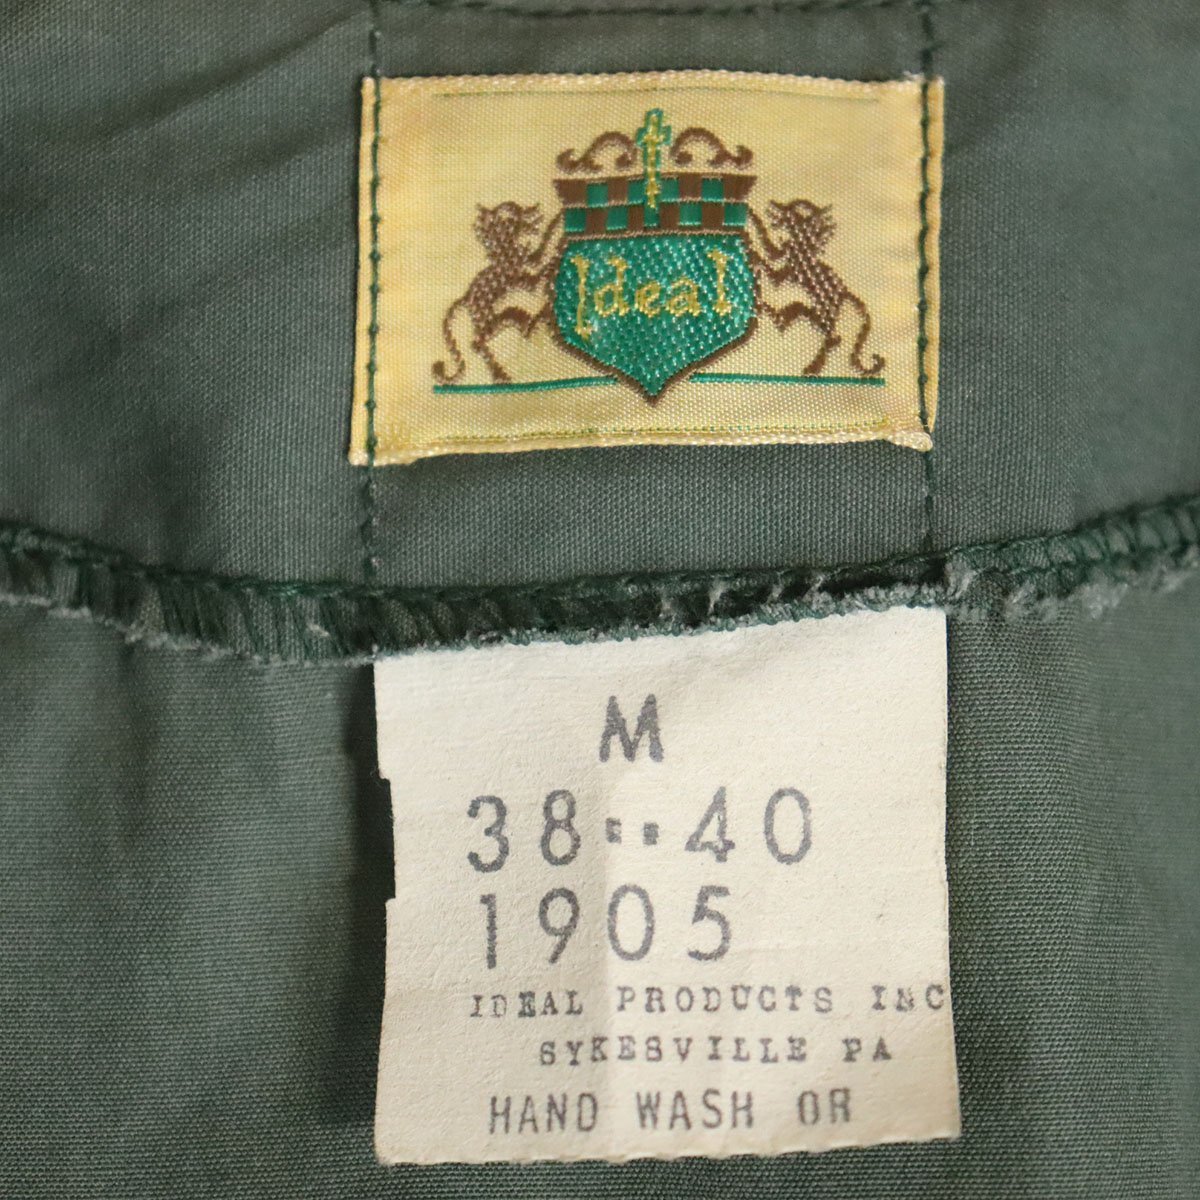 Ideal
M
38--40
1905
IDEAL PRODUCTS INC
SYKESVILLE PA
HAND WASH OR